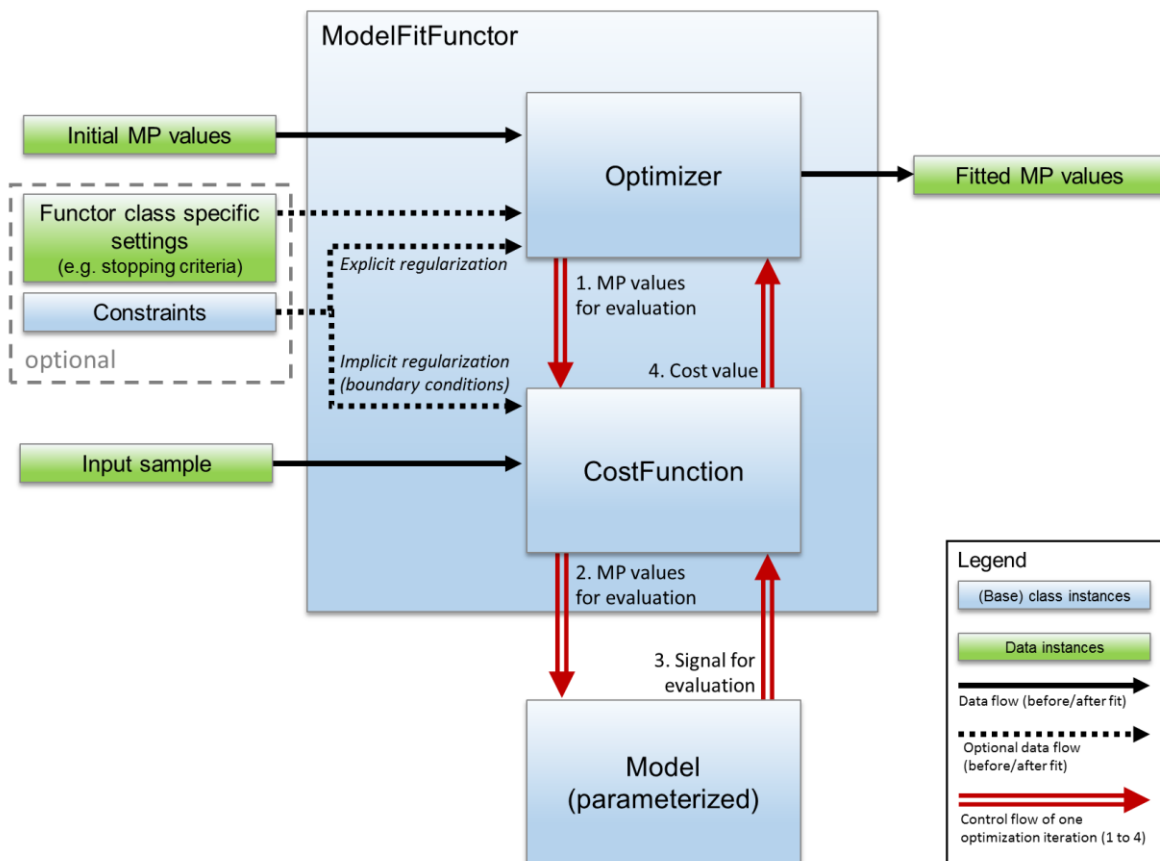 ModelFitFunctor
Initial MP values
Optimizer
Fitted MP values
Functor class specific
settings
(e.g. stopping criteria)
Explicit regularization
Constraints
optional
1. MP values
for evaluation
Implicit regularization
(boundary conditions)
4. Cost value
Input sample
CostFunction
2. MP values
for evaluation
3. Signal for
evaluation
Model
(parameterized)
Legend
(Base) class instances
Data instances
Data flow (before/after fit)
Optional data flow
(before/after fit)
Control flow of one
optimization iteration (1 to 4)